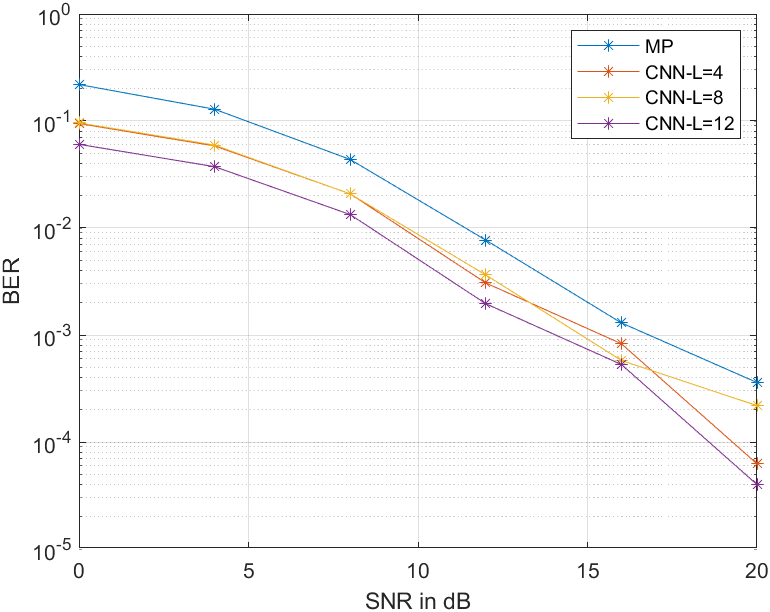 10^0
10^-1
10^-2
10^-3
10^-4
10^-5
BER
0
5
10
15
20
SNR in dB
MP
CNN-L=4
CNN-L=8
CNN-L=12